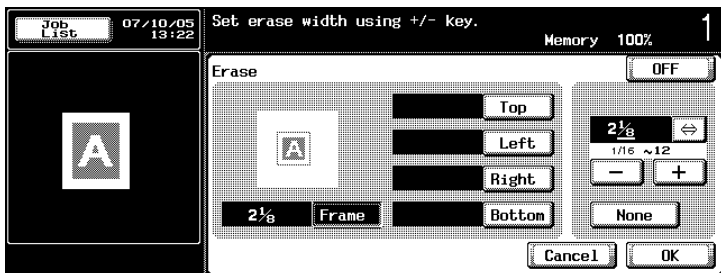 Job List 07/10/05 13:22
Set erase width using +/- key.
Memory 100% 1
Erase
OFF
A
A
Top
Left
Right
Bottom
2⅛ Frame
2⅛ ⇔
1/16 ~12
- +
None
Cancel OK